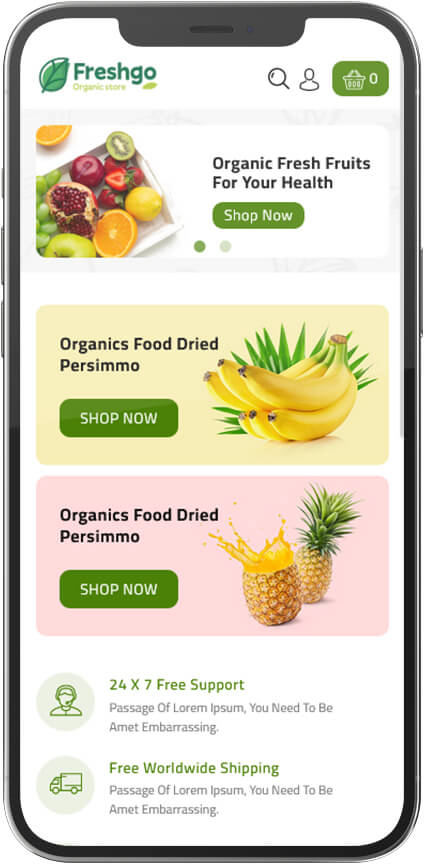 Freshgo
Organic store
0
Organic Fresh Fruits
For Your Health
Shop Now
Organics Food Dried
Persimmo
SHOP NOW
Organics Food Dried
Persimmo
SHOP NOW
24 X 7 Free Support
Passage Of Lorem Ipsum, You Need To Be
Amet Embarrassing.
Free Worldwide Shipping
Passage Of Lorem Ipsum, You Need To Be
Amet Embarrassing.